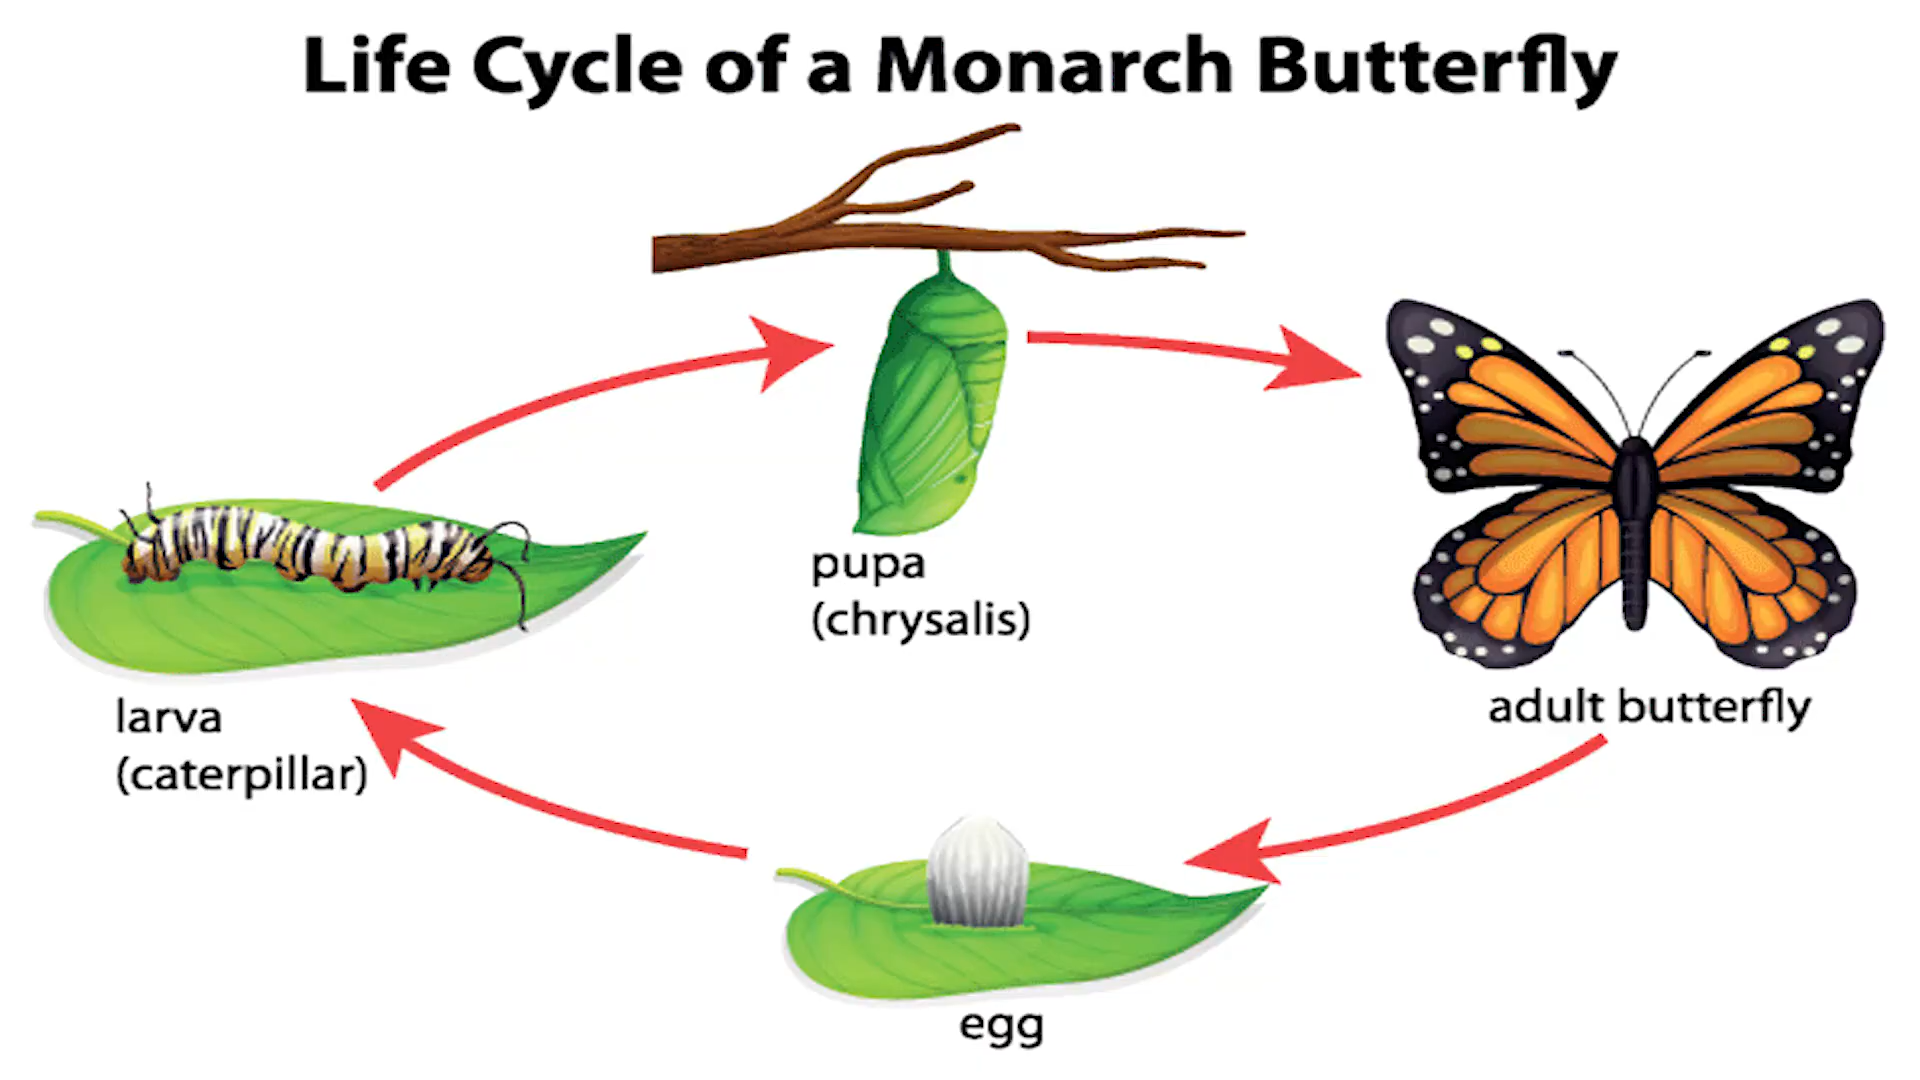 Life Cycle of a Monarch Butterfly
pupa
(chrysalis)
larva
(caterpillar)
adult butterfly
egg